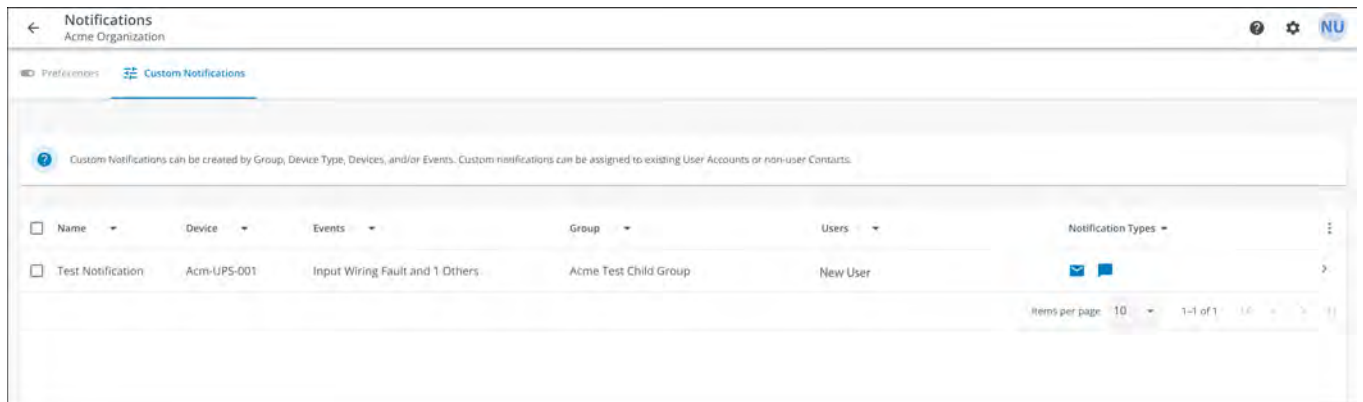 Notifications
Acme Organization
NU
Preferences Custom Notifications
Custom Notifications can be created by Group, Device Type, Devices, and/or Events. Custom notifications can be assigned to existing User Accounts or non-user Contacts.
Name Device Events Group Users Notification Types
Test Notification Acm-UPS-001 Input Wiring Fault and 1 Others Acme Test Child Group New User
Items per page 10 1–1 of 1